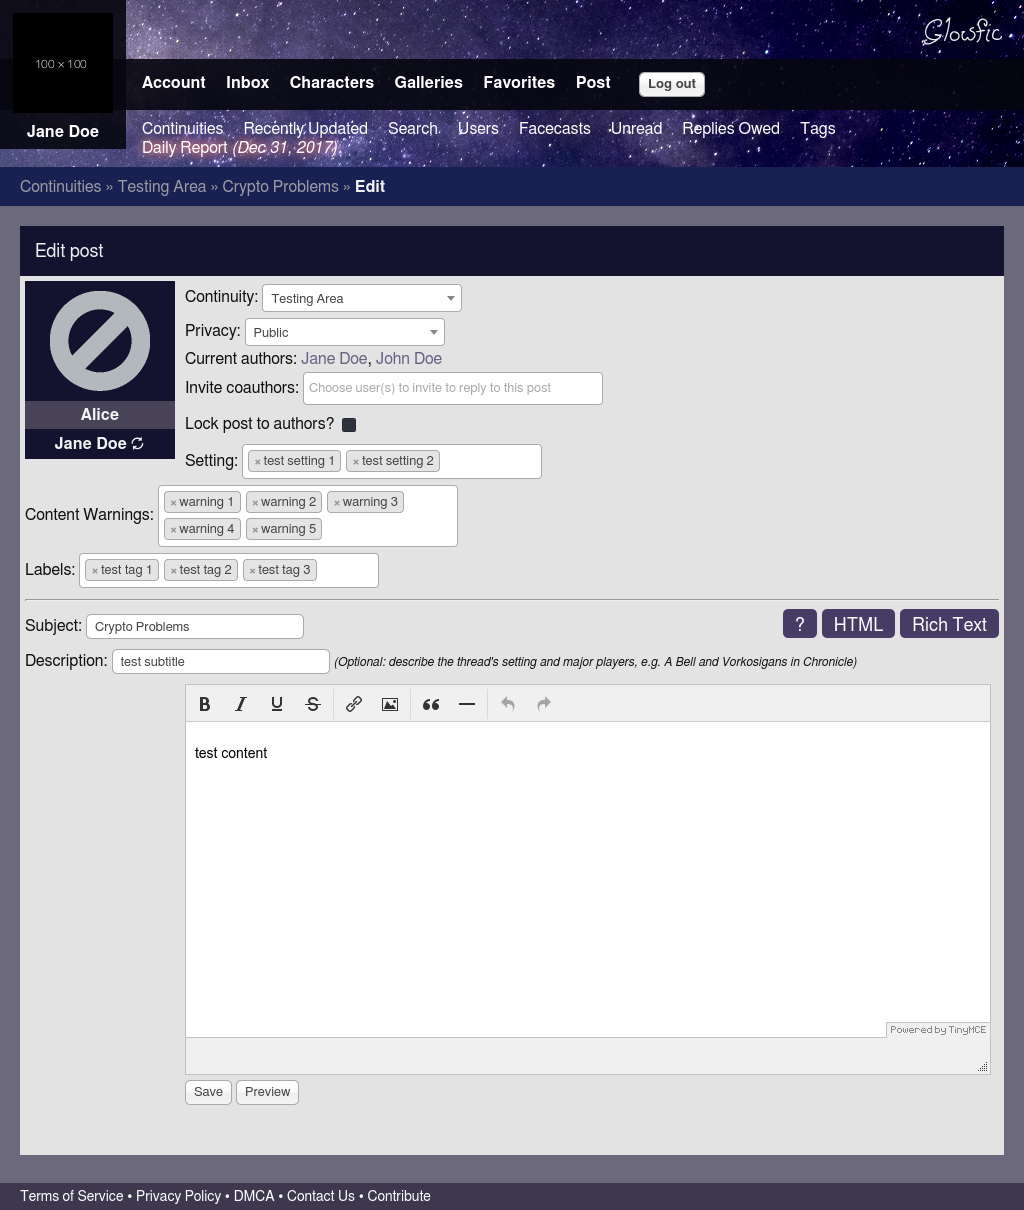 Glowfic
100 × 100
Account Inbox Characters Galleries Favorites Post Log out
Jane Doe
Continuities Recently Updated Search Users Facecasts Unread Replies Owed Tags
Daily Report (Dec 31, 2017)
Continuities » Testing Area » Crypto Problems » Edit
Edit post
Continuity: Testing Area
Privacy: Public
Current authors: Jane Doe, John Doe
Invite coauthors: Choose user(s) to invite to reply to this post
Alice
Lock post to authors?
Jane Doe
Setting: × test setting 1 × test setting 2
Content Warnings: × warning 1 × warning 2 × warning 3
× warning 4 × warning 5
Labels: × test tag 1 × test tag 2 × test tag 3
Subject: Crypto Problems ? HTML Rich Text
Description: test subtitle (Optional: describe the thread's setting and major players, e.g. A Bell and Vorkosigans in Chronicle)
B I U S
test content
Powered by TinyMCE
Save Preview
Terms of Service • Privacy Policy • DMCA • Contact Us • Contribute